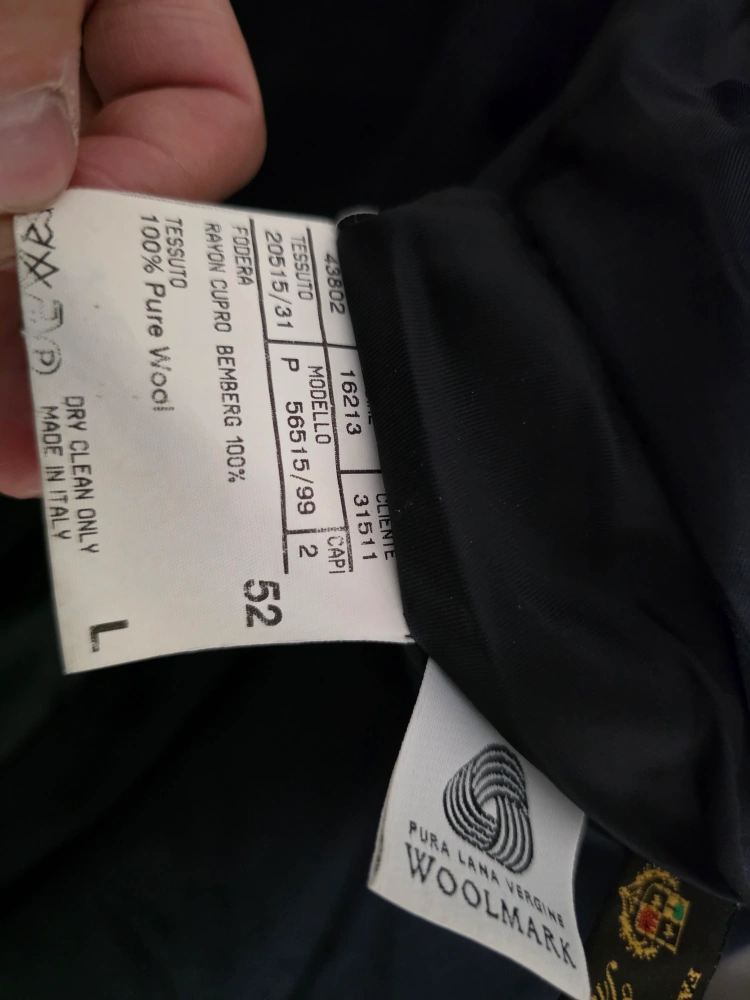 CLIENTE
43802 16213 31511
TESSUTO MODELLO CAPI
20515/31 P 56515/99 2
FODERA
RAYON CUPRO BEMBERG 100%
52
TESSUTO
100% Pure Wool
P
DRY CLEAN ONLY
MADE IN ITALY
L
PURA LANA VERGINE
WOOLMARK